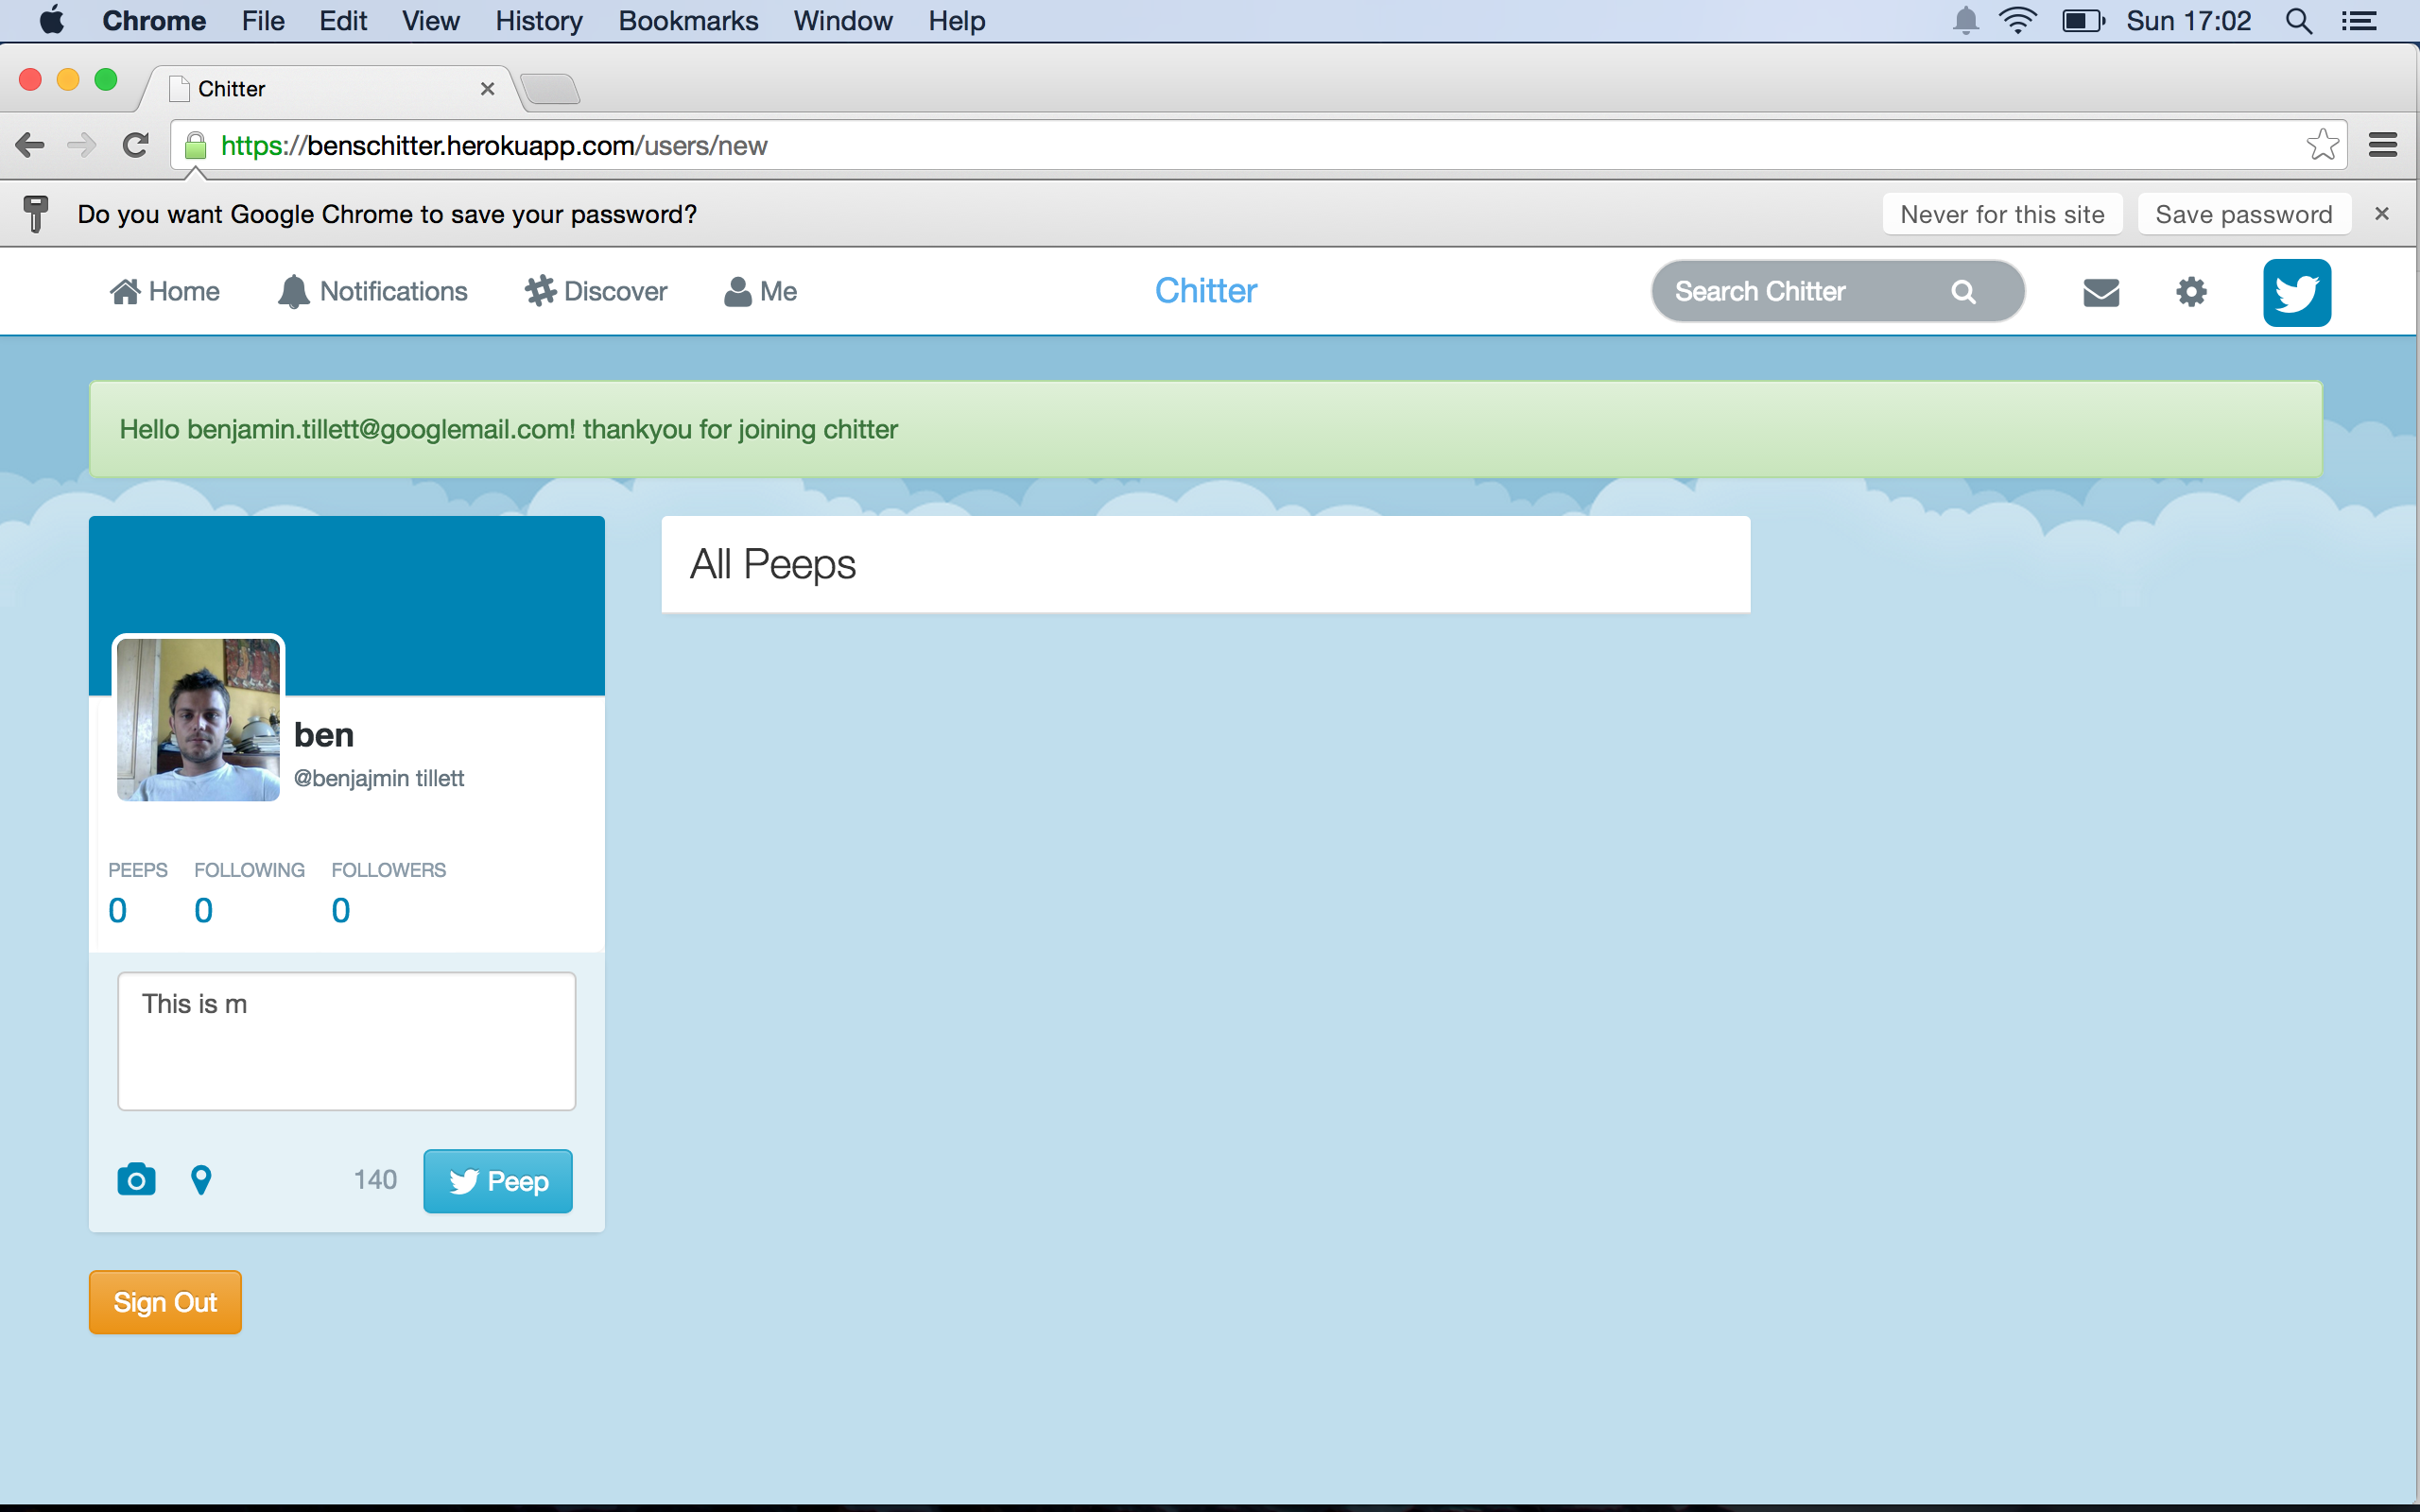 Chrome File Edit View History Bookmarks Window Help Sun 17:02
Chitter
https://benschitter.herokuapp.com/users/new
Do you want Google Chrome to save your password? Never for this site Save password
Home Notifications Discover Me Chitter Search Chitter
Hello benjamin.tillett@googlemail.com! thankyou for joining chitter
All Peeps
ben
@benjajmin tillett
PEEPS FOLLOWING FOLLOWERS
0 0 0
This is m
140 Peep
Sign Out